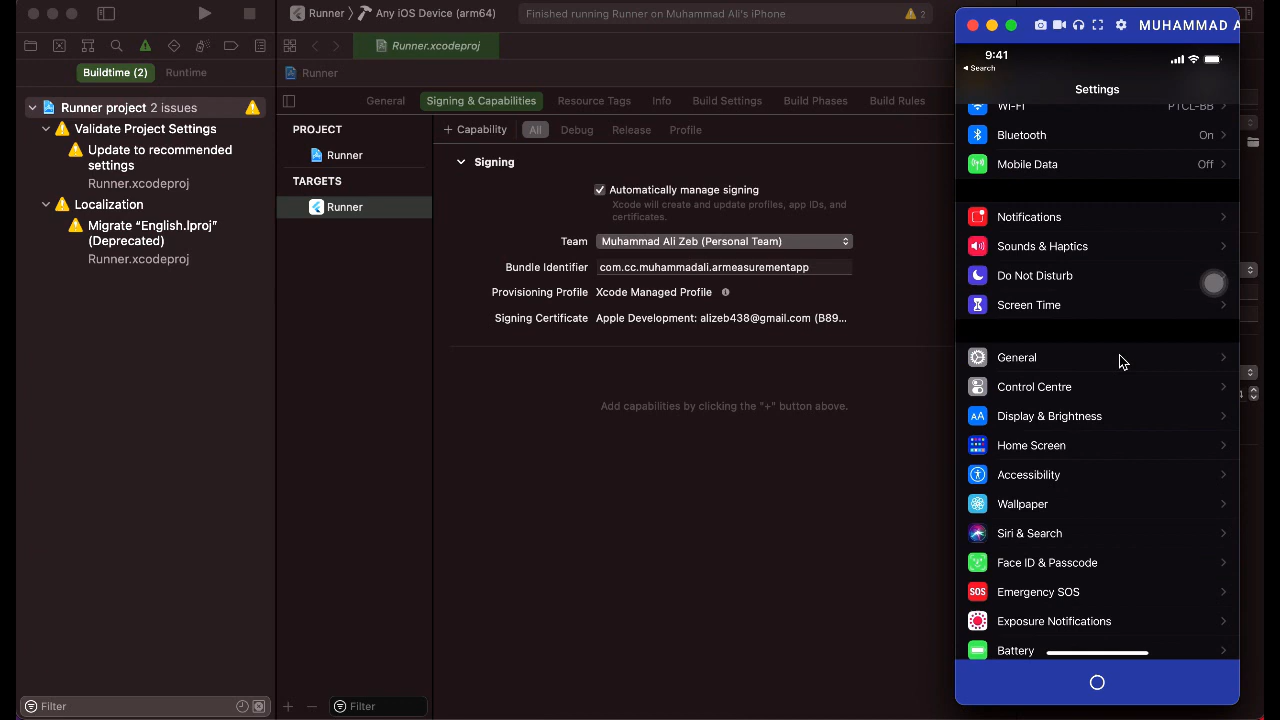 Runner
Any iOS Device (arm64)
Finished running Runner on Muhammad Ali's iPhone
2
Runner.xcodeproj
Buildtime (2)
Runtime
Runner
Runner project 2 issues
Validate Project Settings
Update to recommended
settings
Runner.xcodeproj
Localization
Migrate “English.lproj”
(Deprecated)
Runner.xcodeproj
Filter
General
Signing & Capabilities
Resource Tags
Info
Build Settings
Build Phases
Build Rules
PROJECT
Runner
TARGETS
Runner
Filter
+ Capability
All
Debug
Release
Profile
Signing
Automatically manage signing
Xcode will create and update profiles, app IDs, and
certificates.
Team Muhammad Ali Zeb (Personal Team)
Bundle Identifier com.cc.muhammadali.armeasurementapp
Provisioning Profile Xcode Managed Profile
Signing Certificate Apple Development: alizeb438@gmail.com (B89...
Add capabilities by clicking the "+" button above.
MUHAMMAD A
9:41
Search
Settings
Wi-Fi PTCL-BB
Bluetooth On
Mobile Data Off
Notifications
Sounds & Haptics
Do Not Disturb
Screen Time
General
Control Centre
AA Display & Brightness
Home Screen
Accessibility
Wallpaper
Siri & Search
Face ID & Passcode
SOS Emergency SOS
Exposure Notifications
Battery